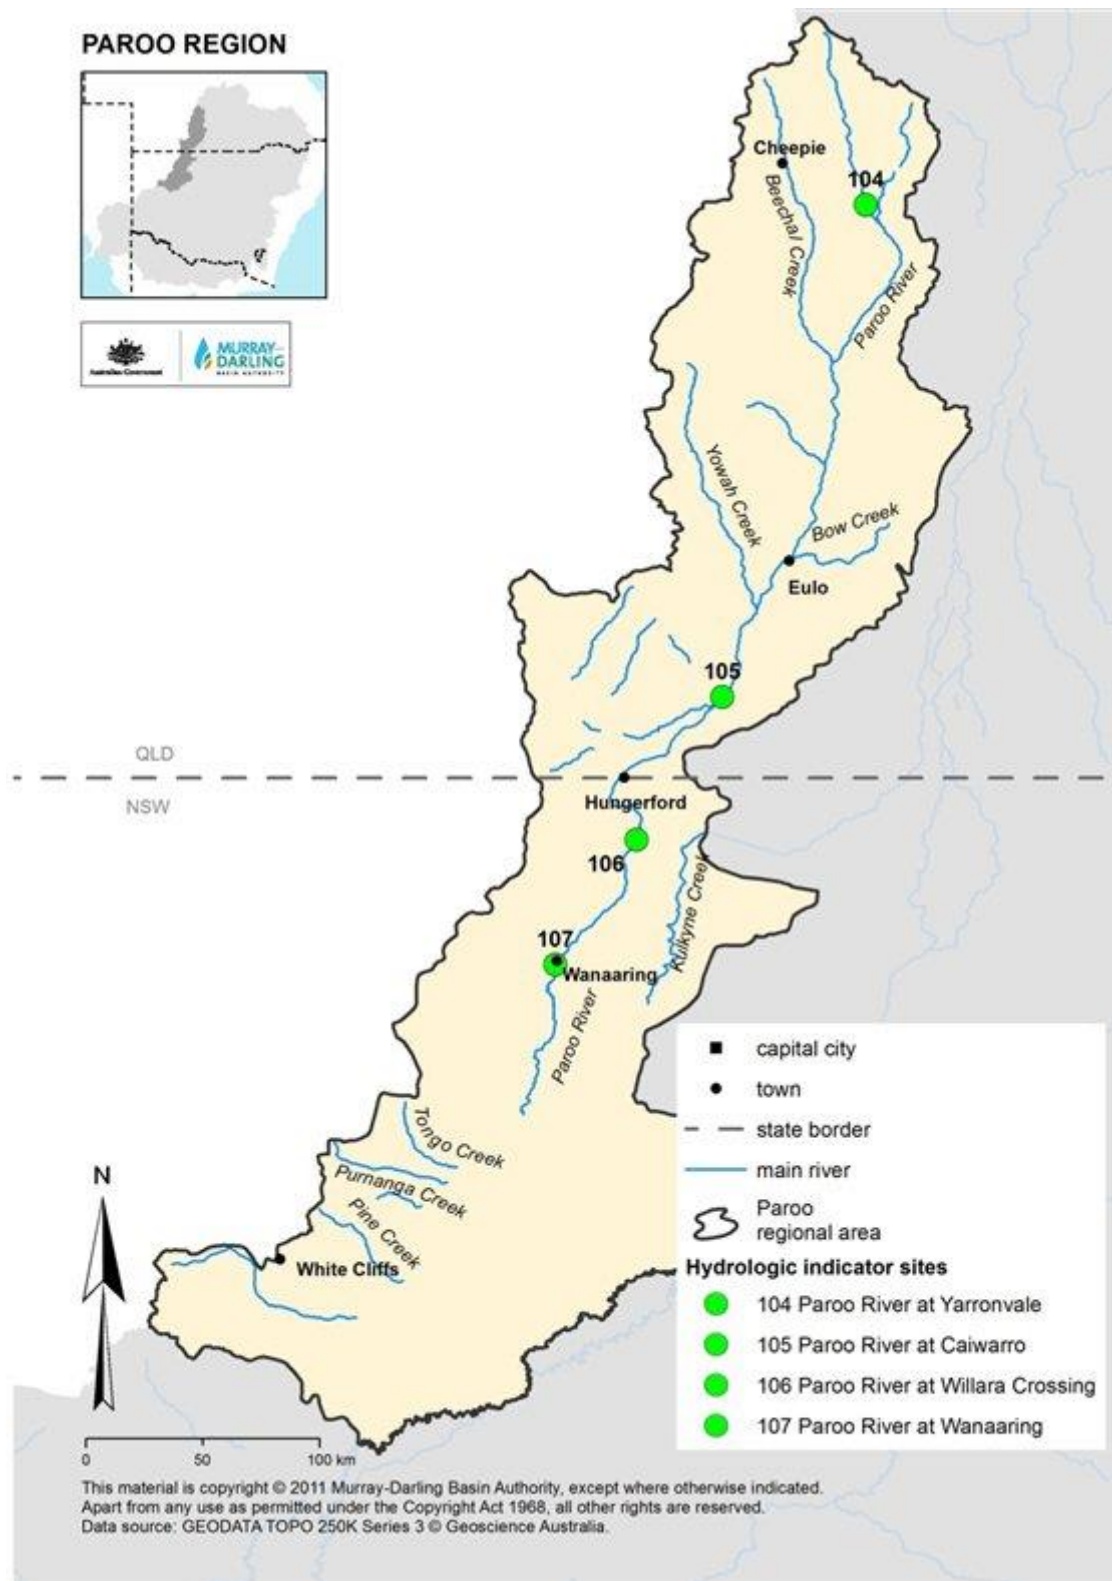 PAROO REGION
Australian Government
MURRAY–
DARLING
BASIN AUTHORITY
Cheepie
104
Beechal Creek
Paroo River
Yowah Creek
Bow Creek
Eulo
105
QLD
NSW
Hungerford
106
Kulkyne Creek
107
Wanaaring
Paroo River
Tongo Creek
Purnanga Creek
Pine Creek
White Cliffs
N
0 50 100 km
capital city
town
state border
main river
Paroo
regional area
Hydrologic indicator sites
104 Paroo River at Yarronvale
105 Paroo River at Caiwarro
106 Paroo River at Willara Crossing
107 Paroo River at Wanaaring
This material is copyright © 2011 Murray-Darling Basin Authority, except where otherwise indicated.
Apart from any use as permitted under the Copyright Act 1968, all other rights are reserved.
Data source: GEODATA TOPO 250K Series 3 © Geoscience Australia.